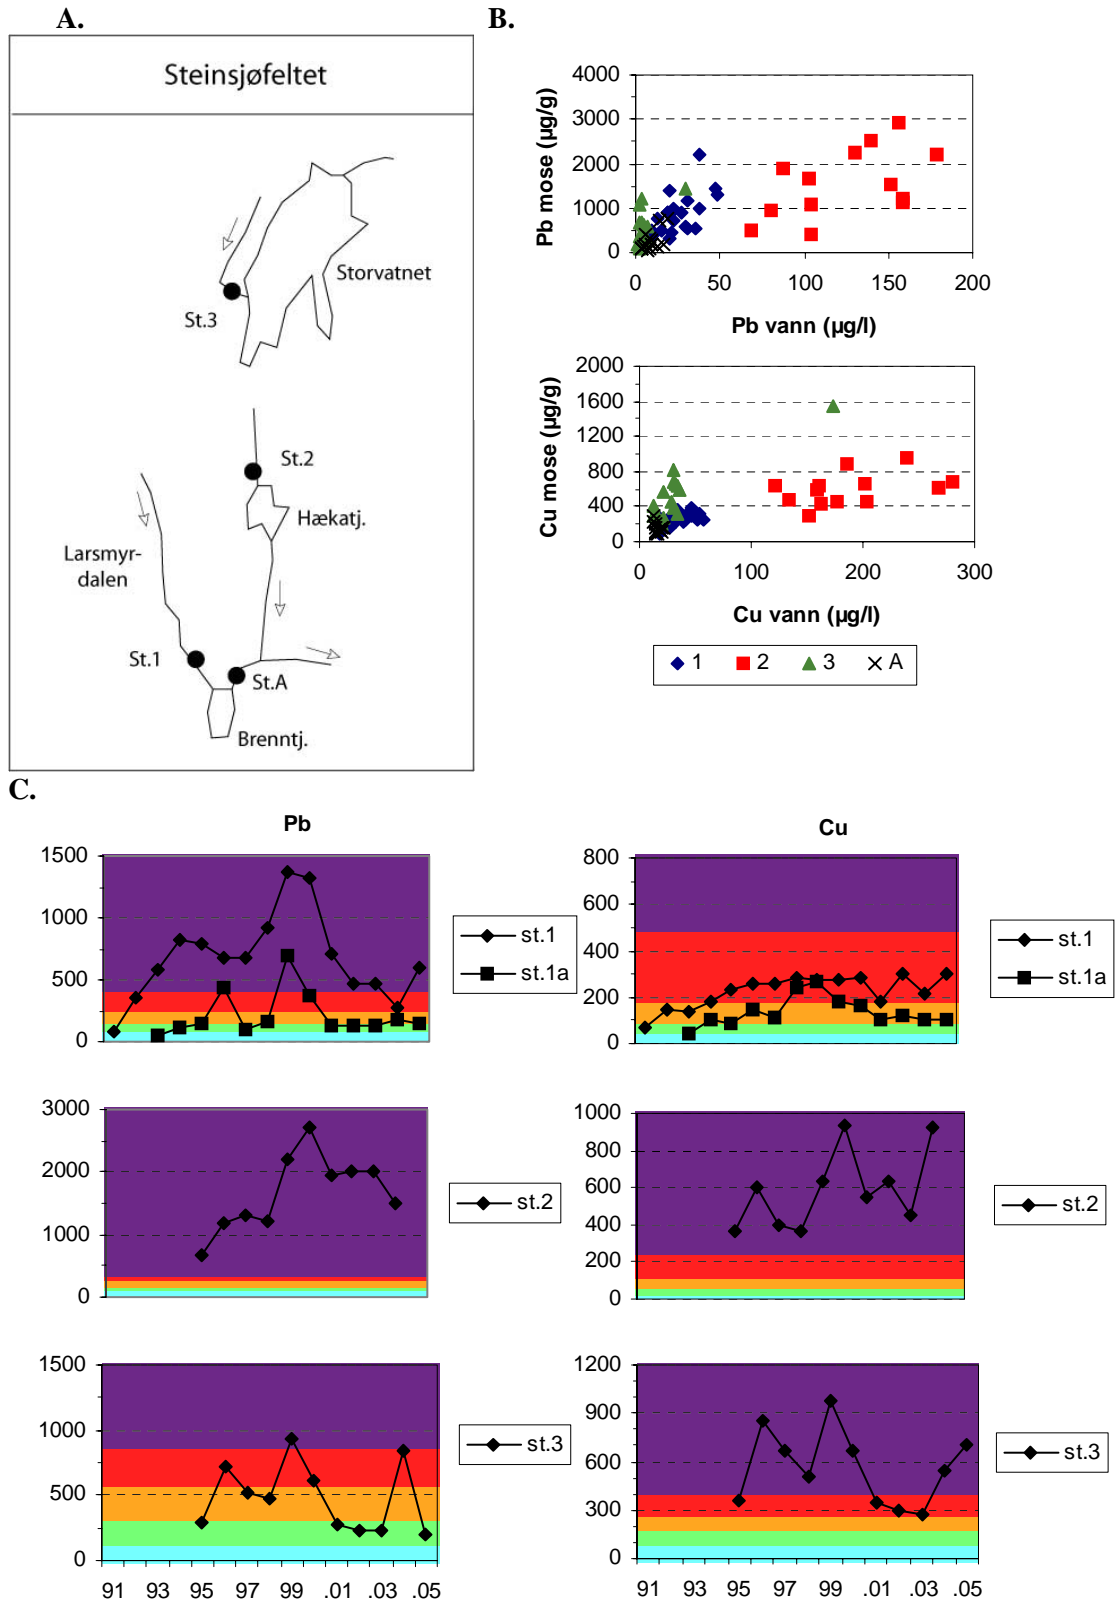 A.
Steinsjøfeltet
Storvatnet
St.3
St.2
Hækatj.
Larsmyr-
dalen
St.1
St.A
Brenntj.
B.
Pb mose (µg/g)
4000
3000
2000
1000
0
0 50 100 150 200
Pb vann (µg/l)
Cu mose (µg/g)
2000
1600
1200
800
400
0
0 100 200 300
Cu vann (µg/l)
1 2 3 A
C.
Pb
1500
1000
500
0
st.1
st.1a
Cu
800
600
400
200
0
st.1
st.1a
3000
2000
1000
0
st.2
1000
800
600
400
200
0
st.2
1500
1000
500
0
91 93 95 97 99 .01 .03 .05
st.3
1200
900
600
300
0
91 93 95 97 99 .01 .03 .05
st.3